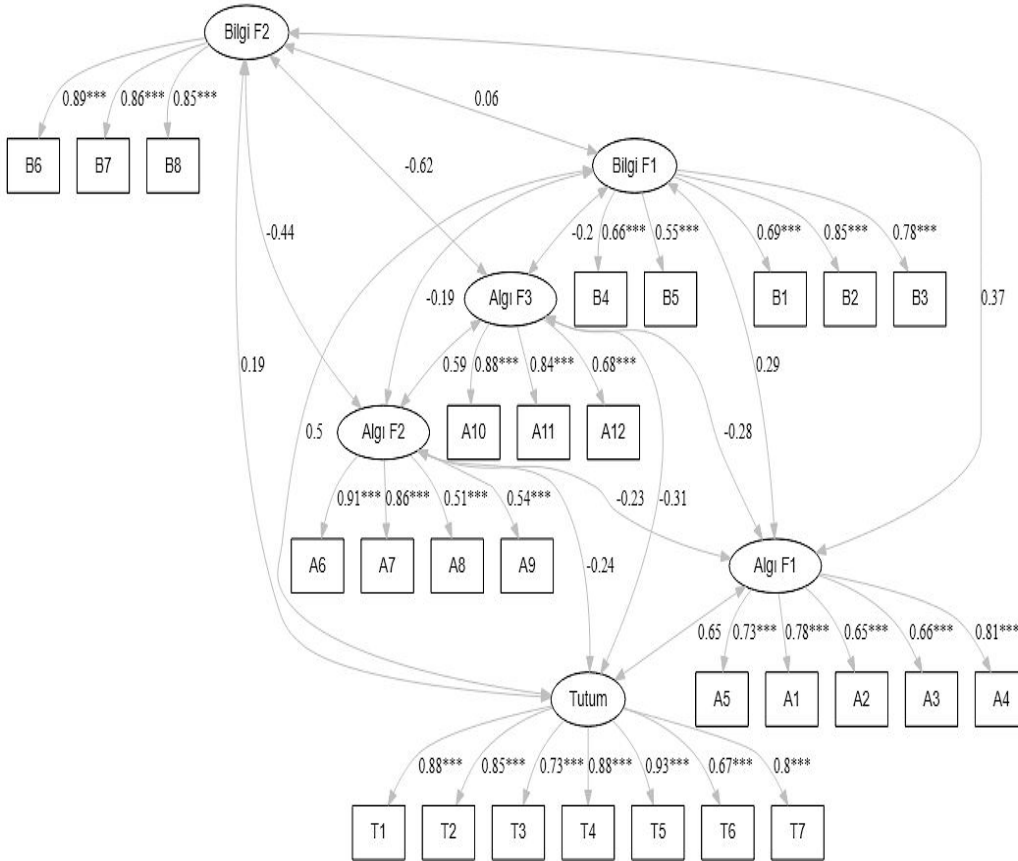 Bilgi F2
0.89*** 0.86*** 0.85***
0.06
B6 B7 B8
-0.62
Bilgi F1
-0.44
-0.2 0.66*** 0.55*** 0.69*** 0.85*** 0.78***
-0.19
Algı F3
B4 B5 B1 B2 B3
0.37
0.19
0.59 0.88*** 0.84*** 0.68***
0.29
0.5
Algı F2
A10 A11 A12
-0.28
0.91*** 0.86*** 0.51*** 0.54***
-0.23 -0.31
A6 A7 A8 A9
-0.24
Algı F1
0.65 0.73*** 0.78*** 0.65*** 0.66*** 0.81***
Tutum
A5 A1 A2 A3 A4
0.88*** 0.85*** 0.73*** 0.88*** 0.93*** 0.67*** 0.8***
T1 T2 T3 T4 T5 T6 T7